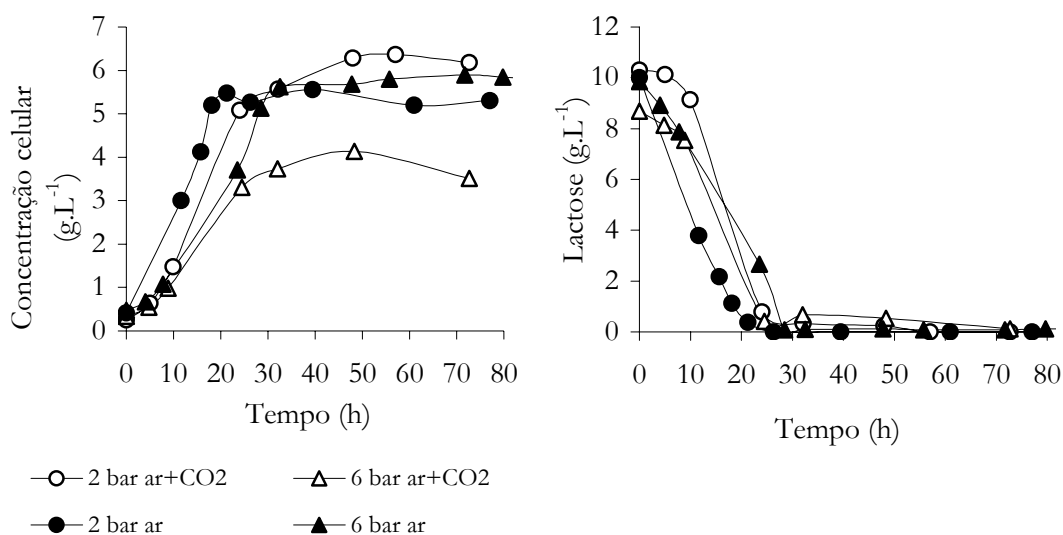 Concentração celular
(g.L-1)
7
6
5
4
3
2
1
0
0 10 20 30 40 50 60 70 80
Tempo (h)
Lactose (g.L-1)
12
10
8
6
4
2
0
0 10 20 30 40 50 60 70 80
Tempo (h)
2 bar ar+CO2
6 bar ar+CO2
2 bar ar
6 bar ar